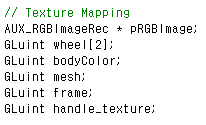 // Texture Mapping
AUX_RGBImageRec * pRGBImage;
GLuint wheel[2];
GLuint bodyColor;
GLuint mesh;
GLuint frame;
GLuint handle_texture;